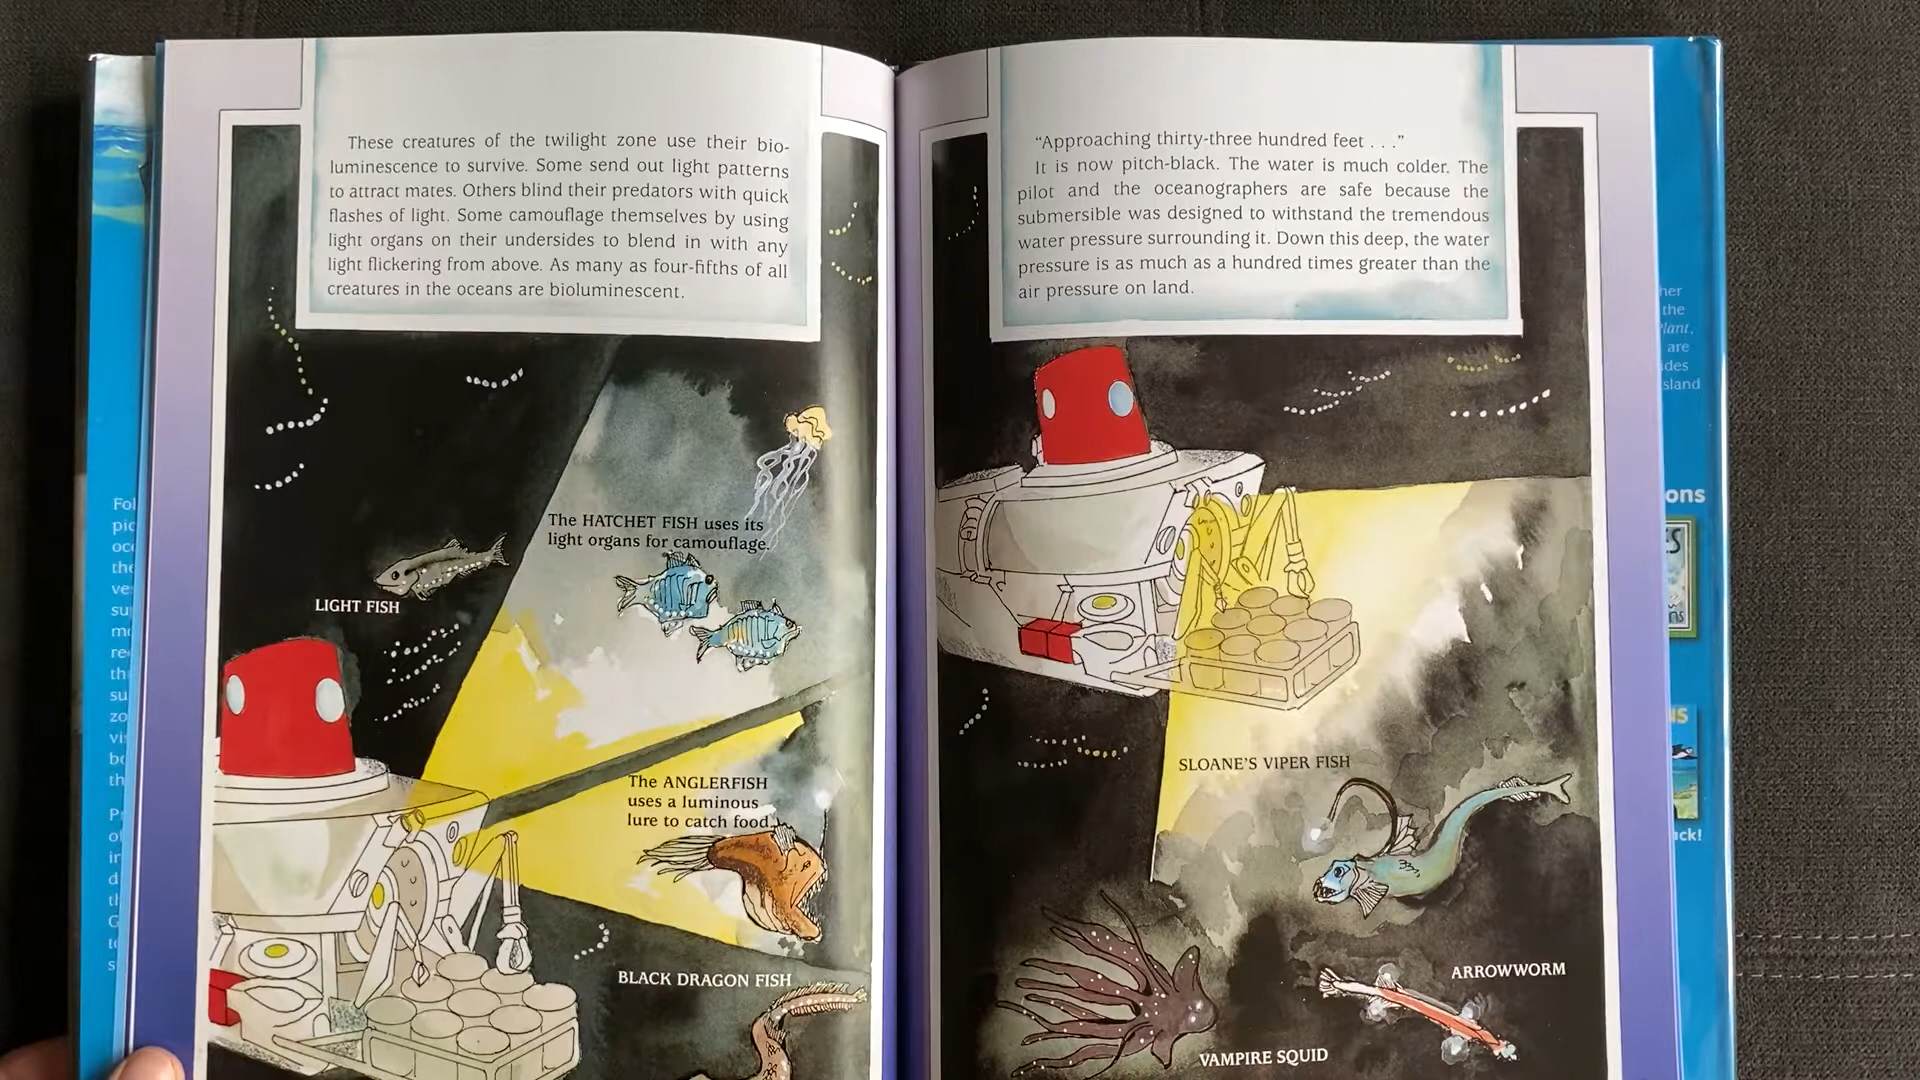 These creatures of the twilight zone use their bio-
luminescence to survive. Some send out light patterns
to attract mates. Others blind their predators with quick
flashes of light. Some camouflage themselves by using
light organs on their undersides to blend in with any
light flickering from above. As many as four-fifths of all
creatures in the oceans are bioluminescent.
The HATCHET FISH uses its
light organs for camouflage.
LIGHT FISH
The ANGLERFISH
uses a luminous
lure to catch food.
BLACK DRAGON FISH
"Approaching thirty-three hundred feet . . ."
It is now pitch-black. The water is much colder. The
pilot and the oceanographers are safe because the
submersible was designed to withstand the tremendous
water pressure surrounding it. Down this deep, the water
pressure is as much as a hundred times greater than the
air pressure on land.
SLOANE'S VIPER FISH
ARROWWORM
VAMPIRE SQUID
the
are